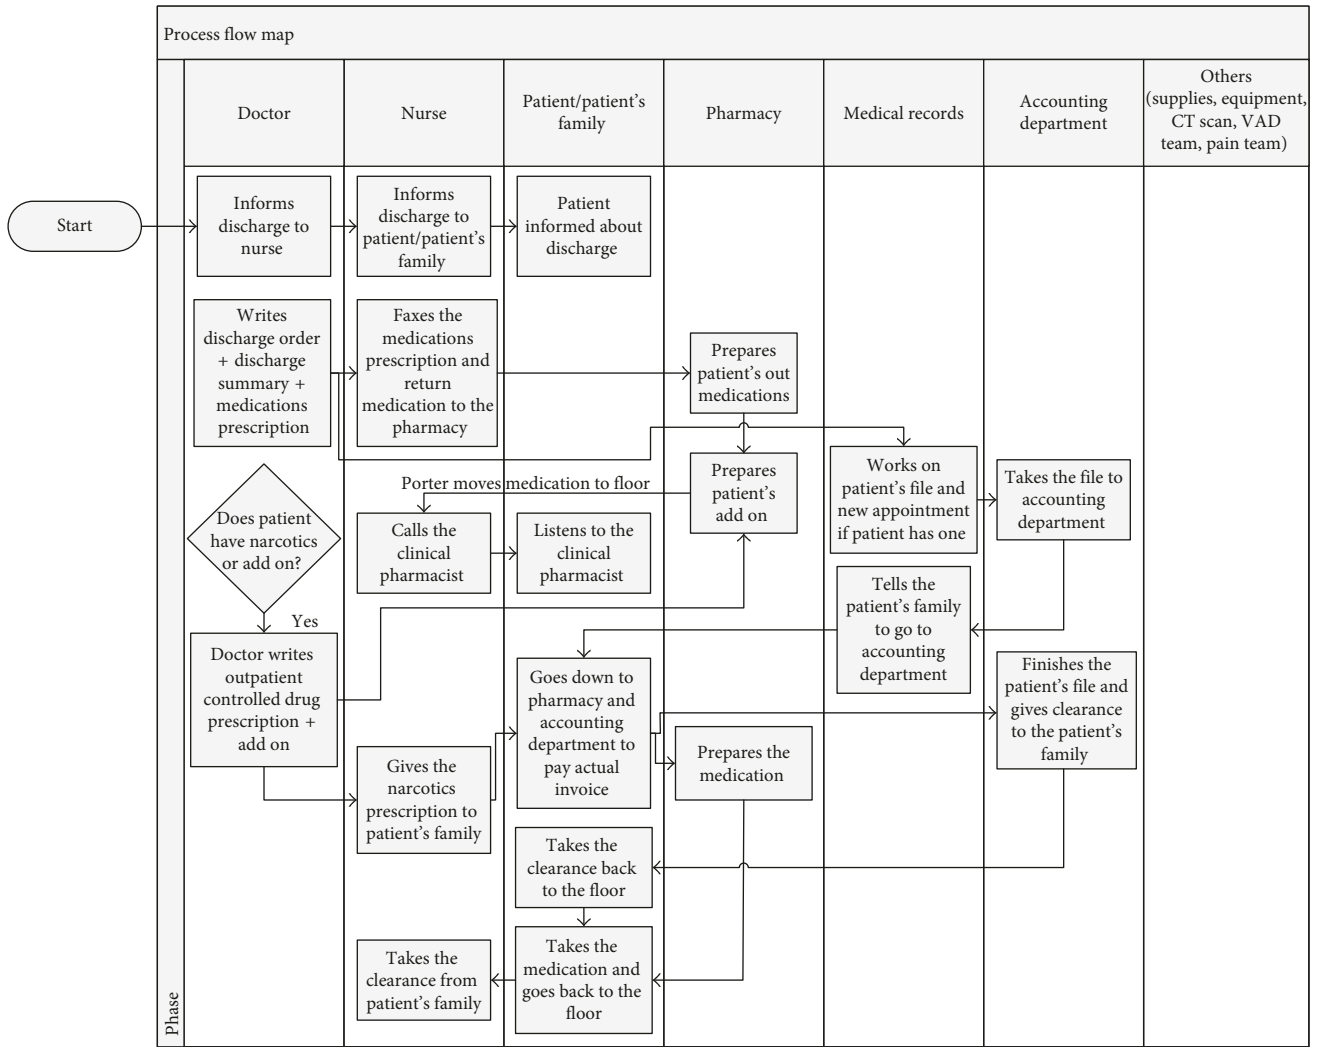 Process flow map
Doctor
Nurse
Patient/patient's
family
Pharmacy
Medical records
Accounting
department
Others
(supplies, equipment,
CT scan, VAD
team, pain team)
Start
Informs
discharge to
nurse
Informs
discharge to
patient/patient's
family
Patient
informed about
discharge
Writes
discharge order
+ discharge
summary +
medications
prescription
Faxes the
medications
prescription and
return
medication to the
pharmacy
Prepares
patient's out
medications
Prepares
patient's
add on
Works on
patient's file and
new appointment
if patient has one
Takes the file to
accounting
department
Porter moves medication to floor
Does patient
have narcotics
or add on?
Calls the
clinical
pharmacist
Listens to the
clinical
pharmacist
Yes
Tells the
patient's family
to go to
accounting
department
Doctor writes
outpatient
controlled drug
prescription +
add on
Goes down to
pharmacy and
accounting
department to
pay actual
invoice
Finishes the
patient's file and
gives clearance
to the patient's
family
Prepares the
medication
Gives the
narcotics
prescription to
patient's family
Takes the
clearance back
to the floor
Takes the
clearance from
patient's family
Takes the
medication and
goes back to the
floor
Phase